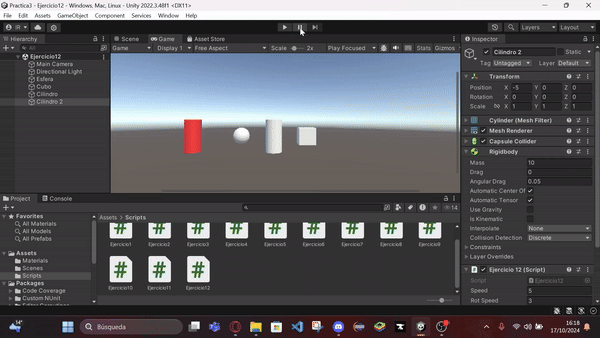 Practica3 - Ejercicio12 - Windows, Mac, Linux - Unity 2022.3.48f1 <DX11>
File Edit Assets GameObject Component Services Window Help
IR
Layers Layout
Hierarchy
All
Ejercicio12
Main Camera
Directional Light
Esfera
Cubo
Cilindro
Cilindro 2
Scene Game Asset Store
Game Display 1 Free Aspect Scale 2x Play Focused Stats Gizmos
Inspector
Cilindro 2 Static
Tag Untagged Layer Default
Transform
Position X -5 Y 0 Z 0
Rotation X 0 Y 0 Z 0
Scale X 1 Y 1 Z 1
Cylinder (Mesh Filter)
Mesh Renderer
Capsule Collider
Rigidbody
Mass 10
Drag 0
Angular Drag 0.05
Automatic Center Of
Automatic Tensor
Use Gravity
Is Kinematic
Interpolate None
Collision Detection Discrete
Constraints
Layer Overrides
Ejercicio 12 (Script)
Script Ejercicio12
Speed 5
Rot Speed 3
Project Console
14
Favorites
All Materials
All Models
All Prefabs
Assets
Materials
Scenes
Scripts
Packages
Code Coverage
Custom NUnit
Assets > Scripts
Ejercicio1 Ejercicio2 Ejercicio3 Ejercicio4 Ejercicio5 Ejercicio6 Ejercicio7 Ejercicio8 Ejercicio9
Ejercicio10 Ejercicio11 Ejercicio12
14° Búsqueda
16:18
17/10/2024